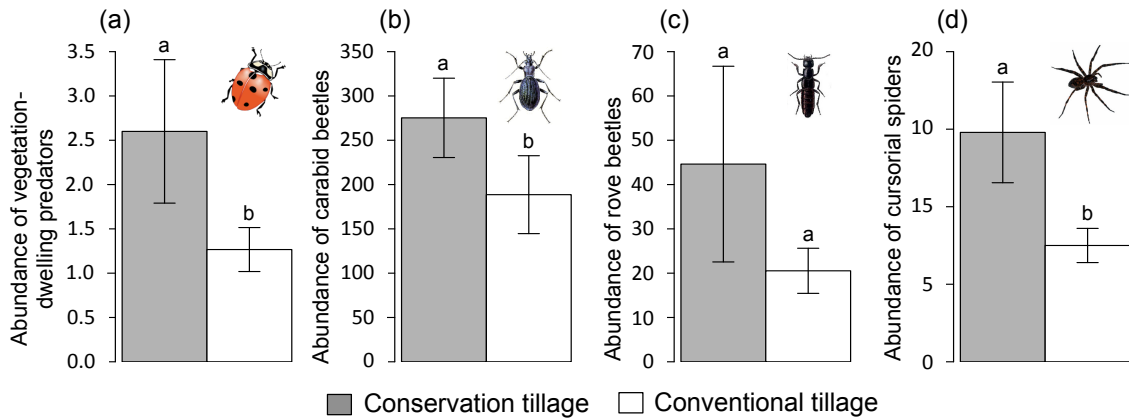 (a)
Abundance of vegetation-
dwelling predators
3.5
3.0
2.5
2.0
1.5
1.0
0.5
0.0
a
b
(b)
Abundance of carabid beetles
350
300
250
200
150
100
50
0
a
b
(c)
Abundance of rove beetles
70
60
50
40
30
20
10
0
a
a
(d)
Abundance of cursorial spiders
20
10
15
5
0
a
b
Conservation tillage
Conventional tillage